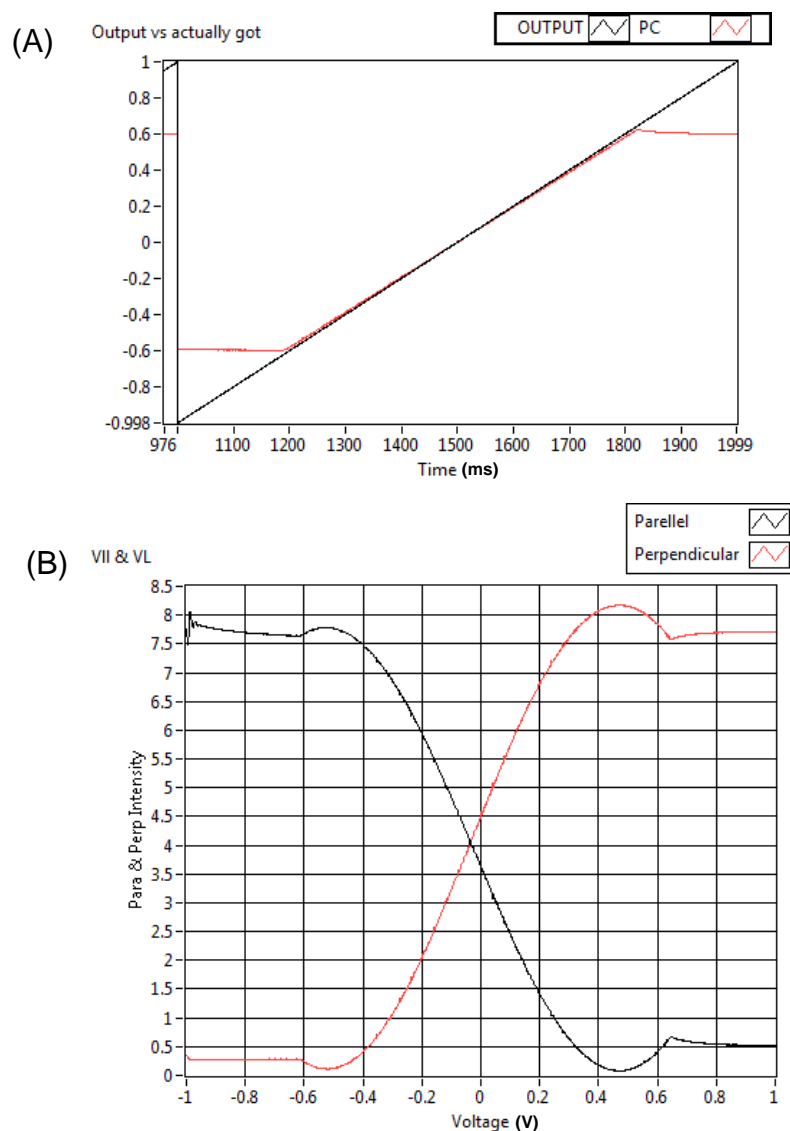 (A)
Output vs actually got
OUTPUT PC
1
0.8
0.6
0.4
0.2
0
-0.2
-0.4
-0.6
-0.8
-0.998
976 1100 1200 1300 1400 1500 1600 1700 1800 1900 1999
Time (ms)
(B)
VII & VL
Parellel
Perpendicular
8.5
8
7.5
7
6.5
6
5.5
5
4.5
4
3.5
3
2.5
2
1.5
1
0.5
0
Para & Perp Intensity
-1 -0.8 -0.6 -0.4 -0.2 0 0.2 0.4 0.6 0.8 1
Voltage (V)